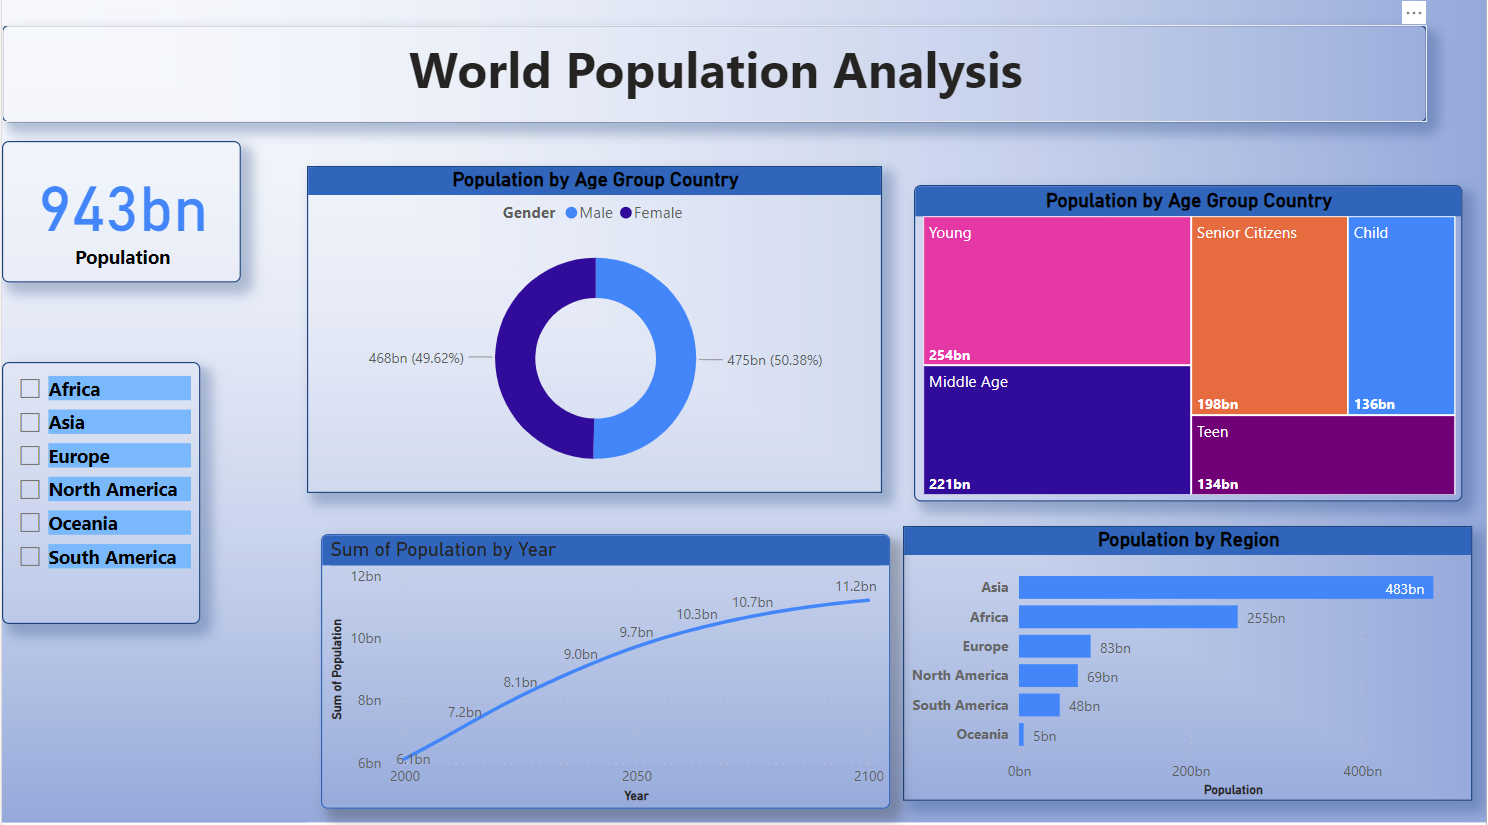 ...
World Population Analysis
943bn
Population
Africa
Asia
Europe
North America
Oceania
South America
Population by Age Group Country
Gender Male Female
468bn (49.62%)
475bn (50.38%)
Population by Age Group Country
Young
254bn
Middle Age
221bn
Senior Citizens
198bn
Child
136bn
Teen
134bn
Sum of Population by Year
Sum of Population
12bn
10bn
8bn
6bn
6.1bn
7.2bn
8.1bn
9.0bn
9.7bn
10.3bn
10.7bn
11.2bn
2000 2050 2100
Year
Population by Region
Asia 483bn
Africa 255bn
Europe 83bn
North America 69bn
South America 48bn
Oceania 5bn
0bn 200bn 400bn
Population